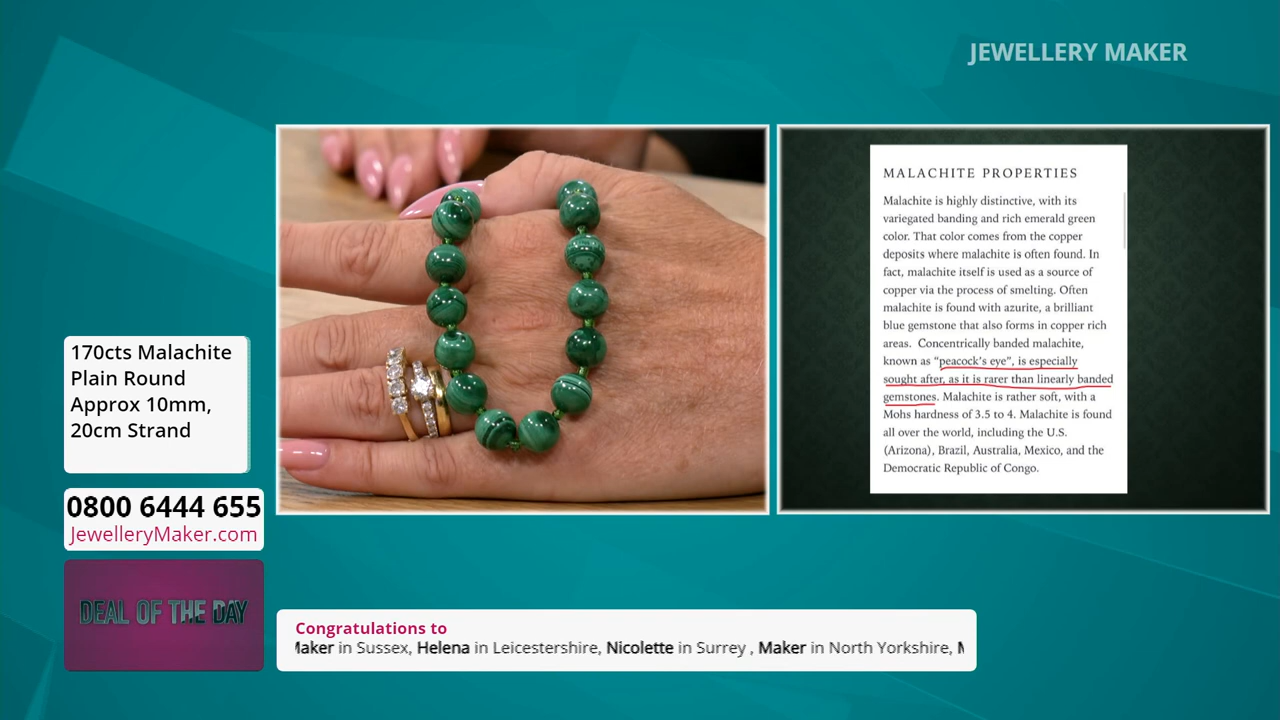 JEWELLERY MAKER
MALACHITE PROPERTIES
Malachite is highly distinctive, with its
variegated banding and rich emerald green
color. That color comes from the copper
deposits where malachite is often found. In
fact, malachite itself is used as a source of
copper via the process of smelting. Often
malachite is found with azurite, a brilliant
blue gemstone that also forms in copper rich
areas. Concentrically banded malachite,
known as “peacock's eye”, is especially
sought after, as it is rarer than linearly banded
gemstones. Malachite is rather soft, with a
Mohs hardness of 3.5 to 4. Malachite is found
all over the world, including the U.S.
(Arizona), Brazil, Australia, Mexico, and the
Democratic Republic of Congo.
170cts Malachite
Plain Round
Approx 10mm,
20cm Strand
0800 6444 655
JewelleryMaker.com
DEAL OF THE DAY
Congratulations to
in Sussex, Helena in Leicestershire, Nicolette in Surrey , Maker in North Yorkshire,